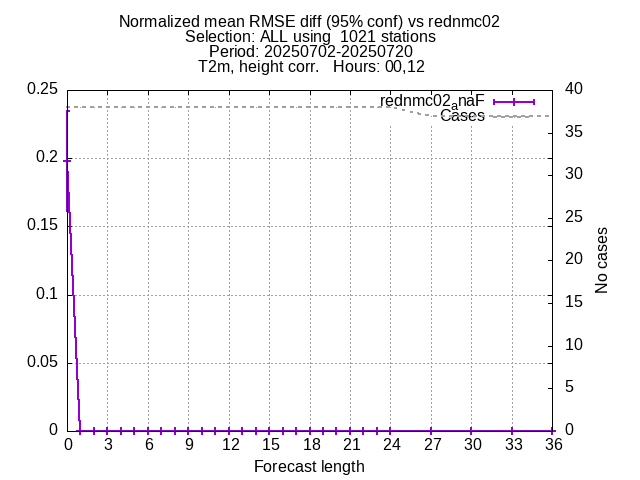 Normalized mean RMSE diff (95% conf) vs rednmc02
Selection: ALL using  1021 stations
Period: 20250702-20250720
T2m, height corr.   Hours: 00,12
rednmc02anaF
Cases
0.25
0.2
0.15
0.1
0.05
0
40
35
30
25
20
15
10
5
0
No cases
0 3 6 9 12 15 18 21 24 27 30 33 36
Forecast length